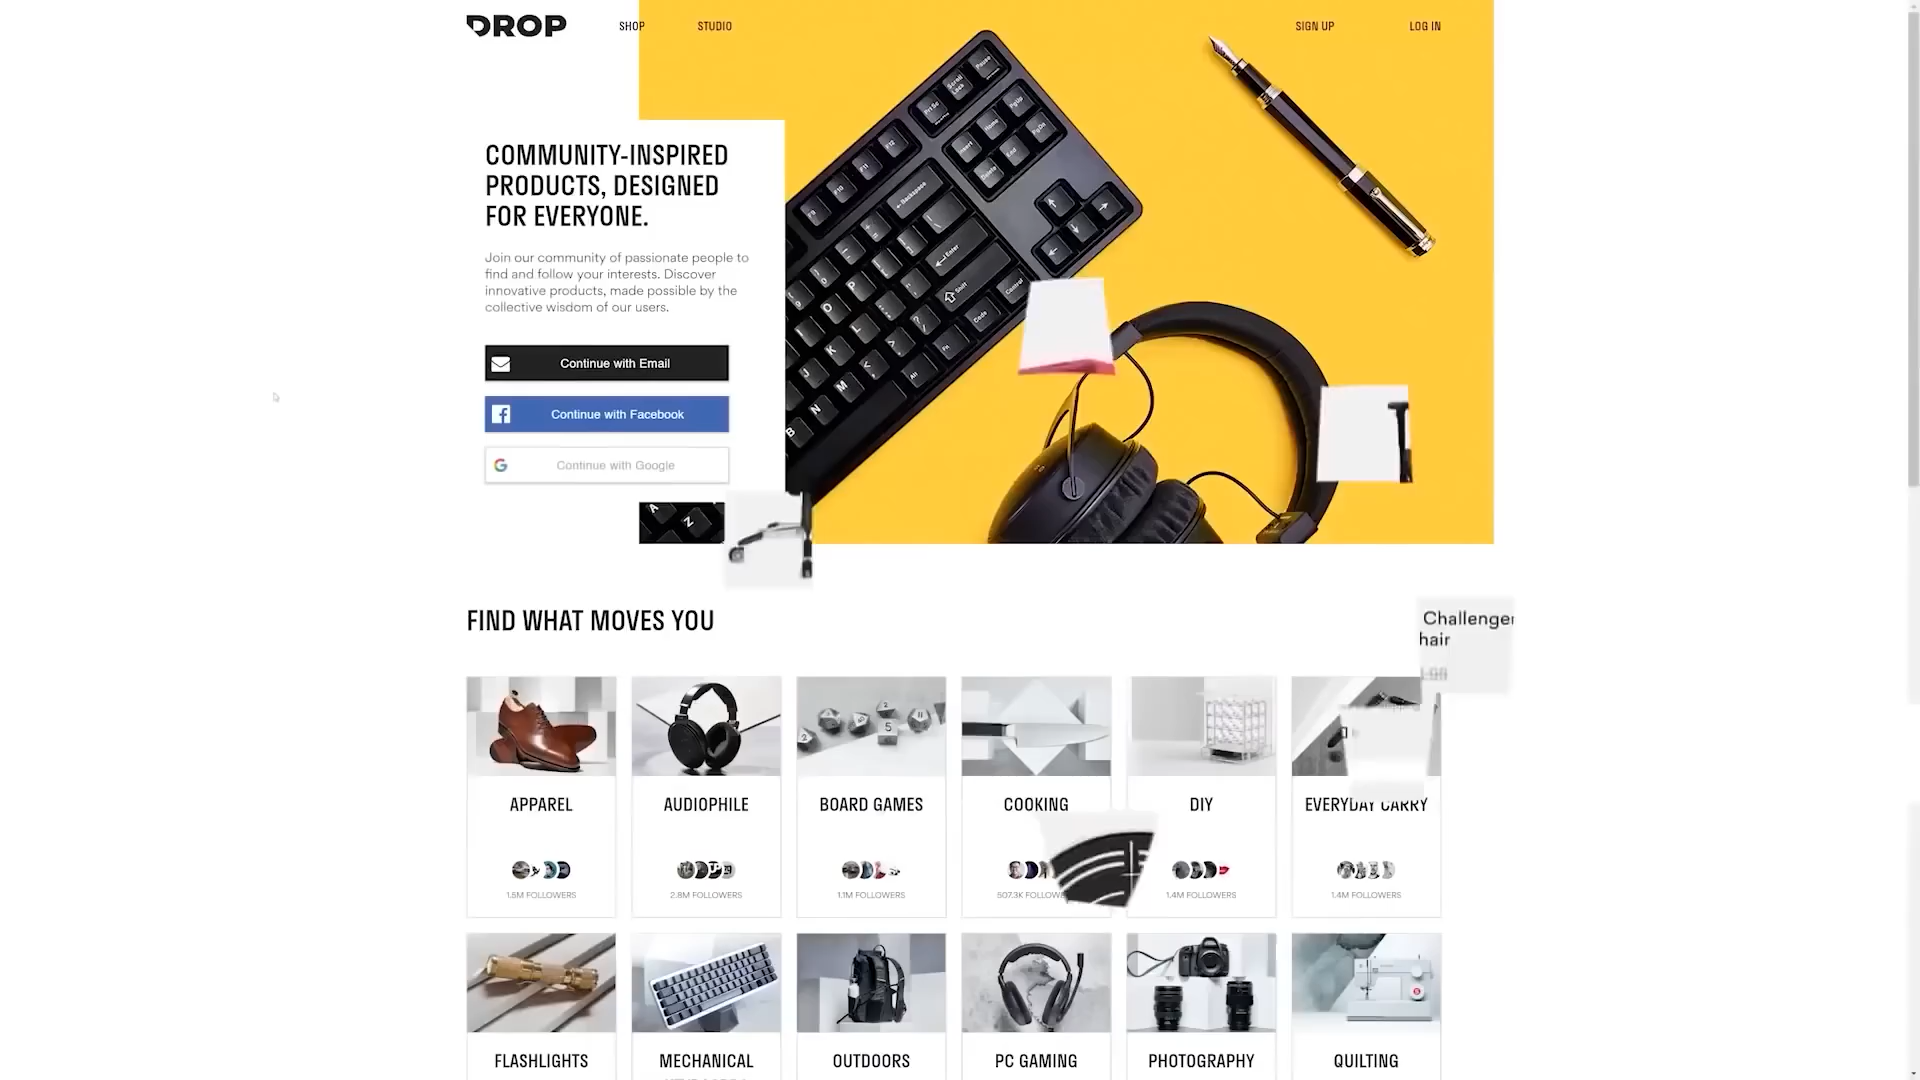 DROP
SHOP
STUDIO
SIGN UP
LOG IN
COMMUNITY-INSPIRED
PRODUCTS, DESIGNED
FOR EVERYONE.
Join our community of passionate people to
find and follow your interests. Discover
innovative products, made possible by the
collective wisdom of our users.
Continue with Email
Continue with Facebook
Continue with Google
FIND WHAT MOVES YOU
Challenger
hair
APPAREL
AUDIOPHILE
BOARD GAMES
COOKING
DIY
EVERYDAY CARRY
1.5M FOLLOWERS
2.8M FOLLOWERS
1.1M FOLLOWERS
507.3K FOLLOWE
1.4M FOLLOWERS
1.4M FOLLOWERS
FLASHLIGHTS
MECHANICAL
OUTDOORS
PC GAMING
PHOTOGRAPHY
QUILTING